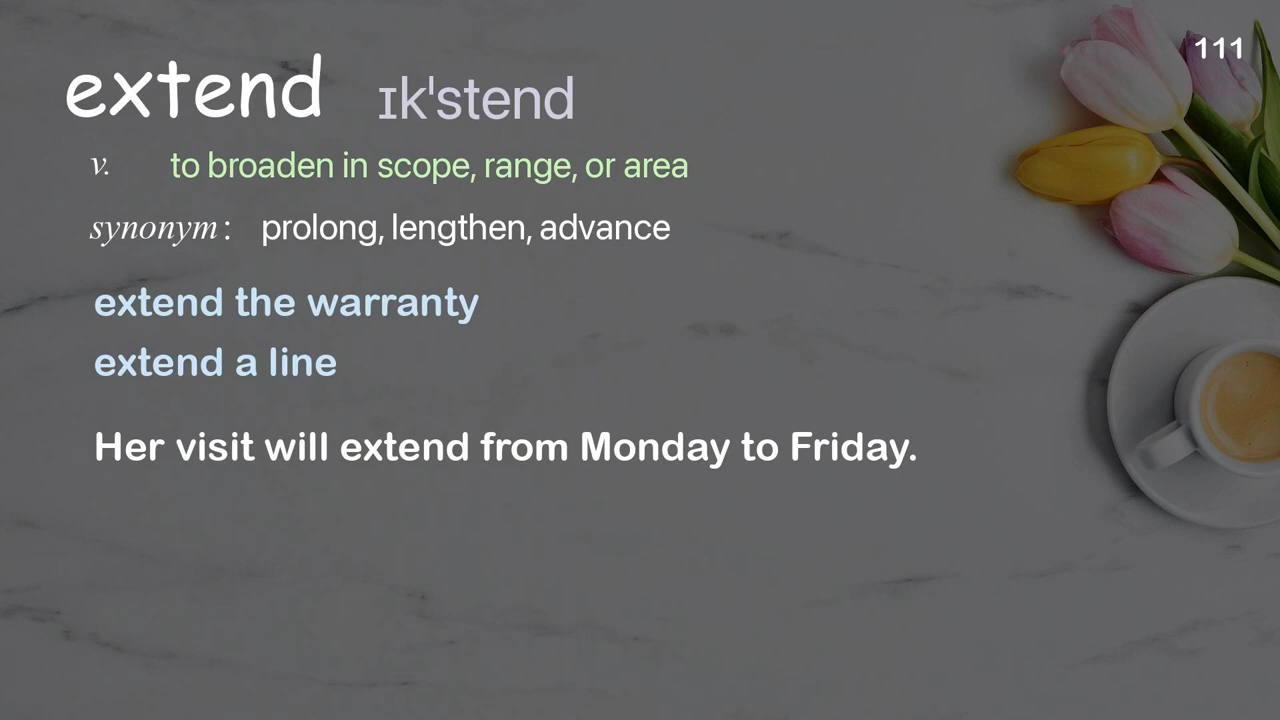 111
extend ɪk'stend
v. to broaden in scope, range, or area
synonym: prolong, lengthen, advance
extend the warranty
extend a line
Her visit will extend from Monday to Friday.